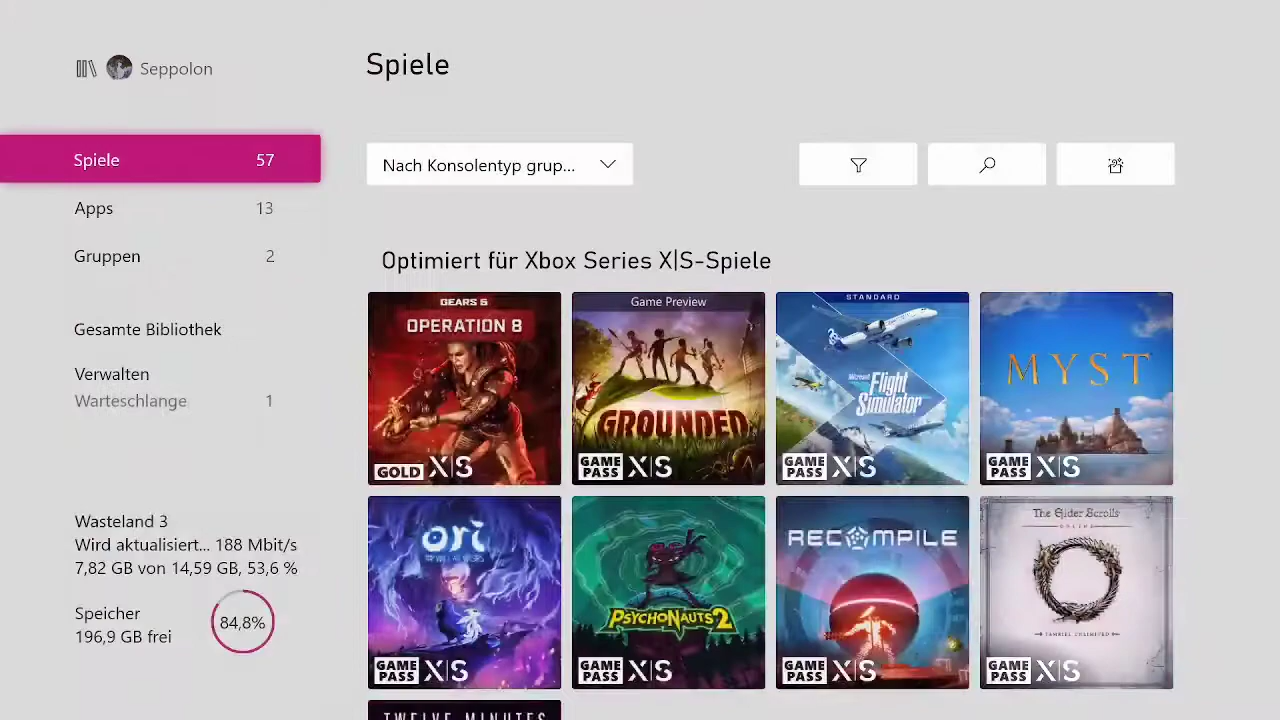 Seppolon
Spiele 57
Apps 13
Gruppen 2
Gesamte Bibliothek
Verwalten
Warteschlange 1
Wasteland 3
Wird aktualisiert... 188 Mbit/s
7,82 GB von 14,59 GB, 53,6 %
Speicher
196,9 GB frei
84,8%
Spiele
Nach Konsolentyp grup...
Optimiert für Xbox Series X|S-Spiele
GEARS 5
OPERATION 8
GOLD X|S
Game Preview
GROUNDED
GAME PASS X|S
STANDARD
Microsoft
Flight
Simulator
GAME PASS X|S
MYST
GAME PASS X|S
ori
GAME PASS X|S
PSYCHONAUTS 2
GAME PASS X|S
RECOMPILE
GAME PASS X|S
The Elder Scrolls
ONLINE
TAMRIEL UNLIMITED
GAME PASS X|S
TWELVE MINUTES